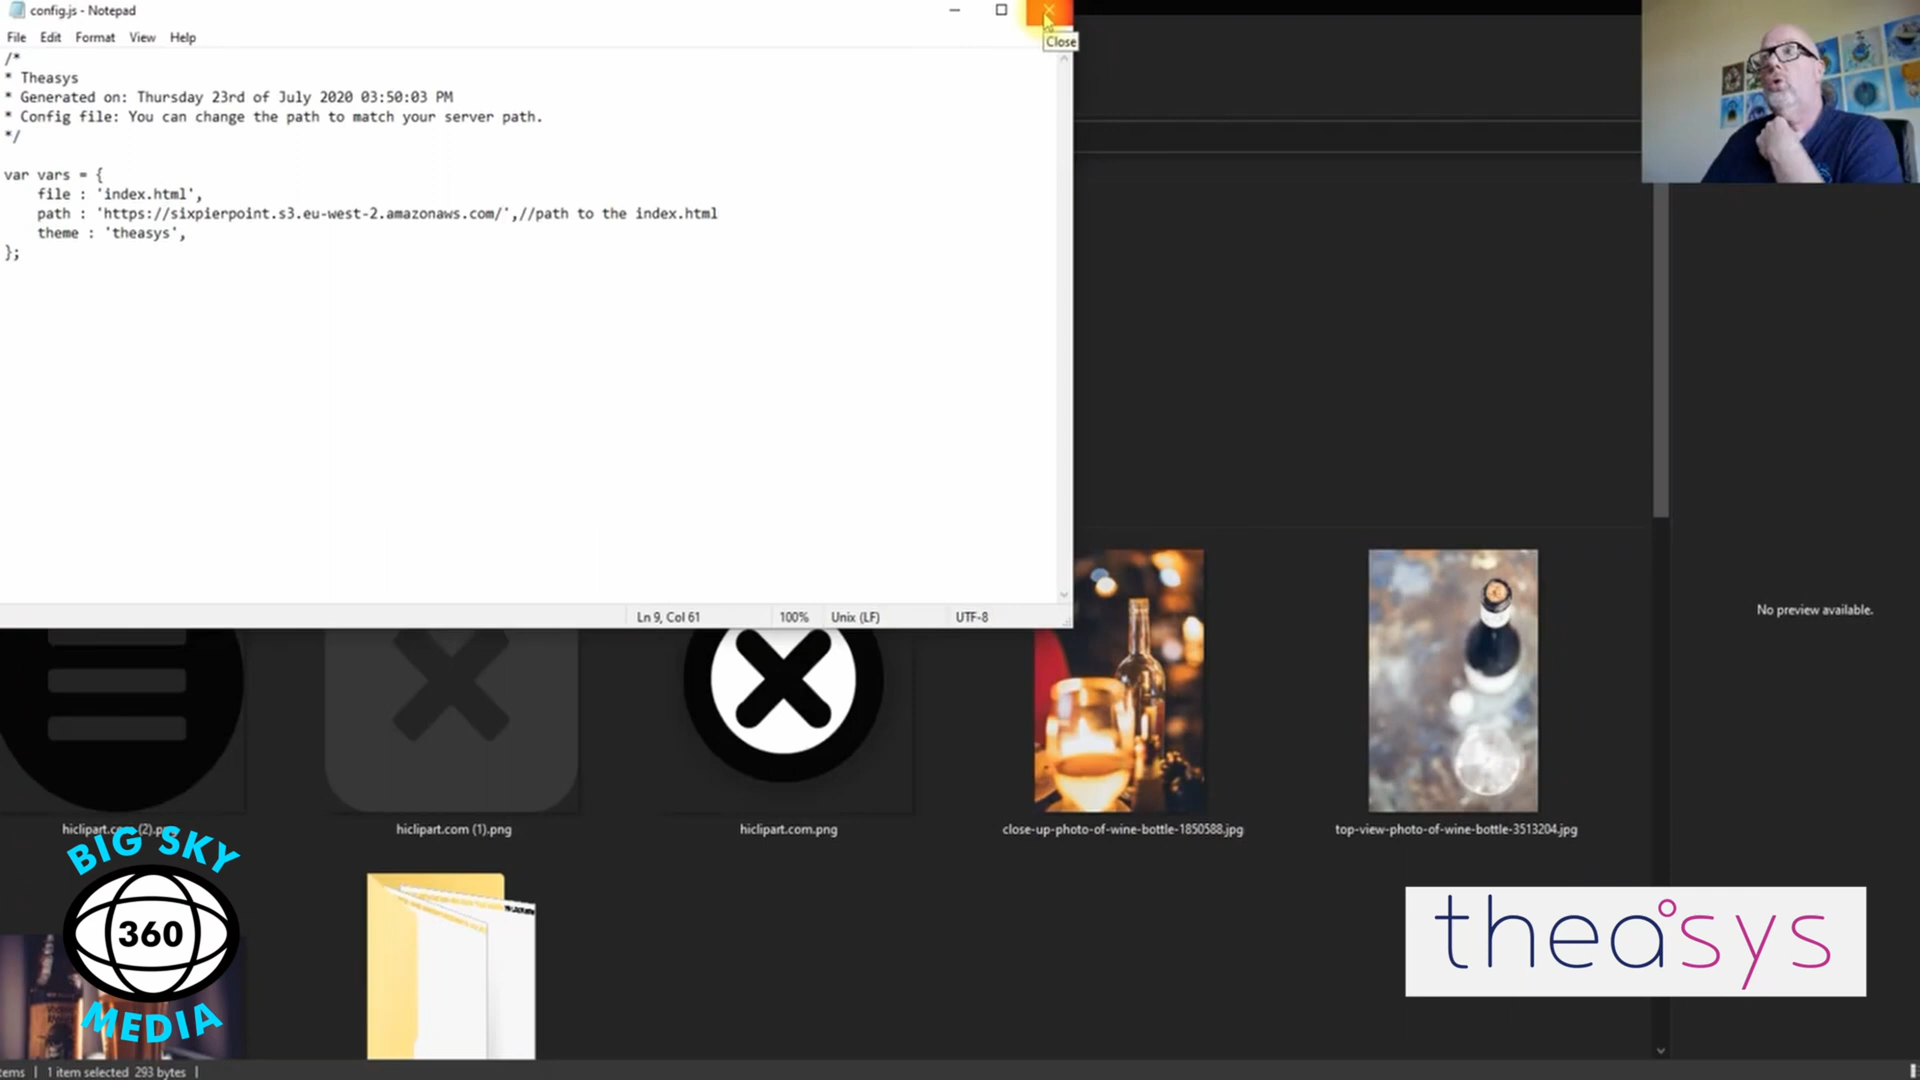 config.js - Notepad
File Edit Format View Help
Close
/*
* Theasys
* Generated on: Thursday 23rd of July 2020 03:50:03 PM
* Config file: You can change the path to match your server path.
*/
var vars = {
file : 'index.html',
path : 'https://sixpierpoint.s3.eu-west-2.amazonaws.com/',//path to the index.html
theme : 'theasys',
};
Ln 9, Col 61 100% Unix (LF) UTF-8
No preview available.
hiclipart.com (2).p
hiclipart.com (1).png
hiclipart.com.png
close-up-photo-of-wine-bottle-1850588.jpg
top-view-photo-of-wine-bottle-3513204.jpg
BIG SKY
360
MEDIA
theasys
1 item selected 293 bytes